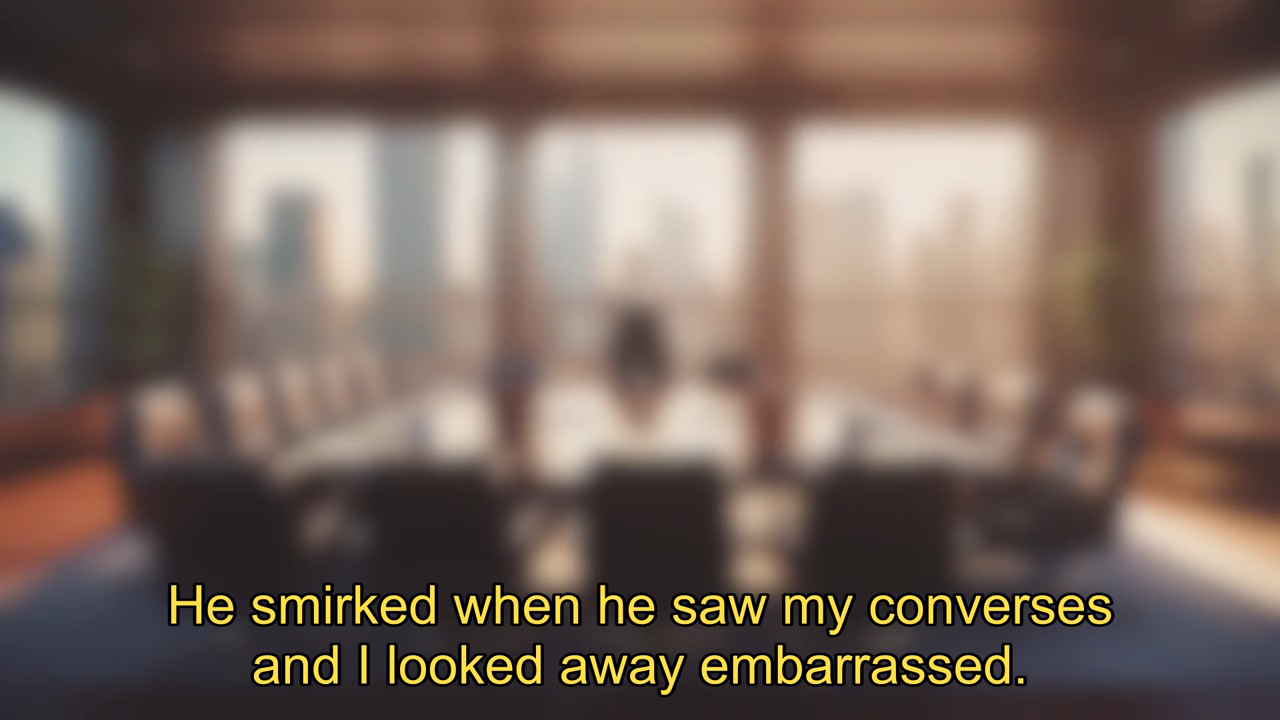 He smirked when he saw my converses
and I looked away embarrassed.